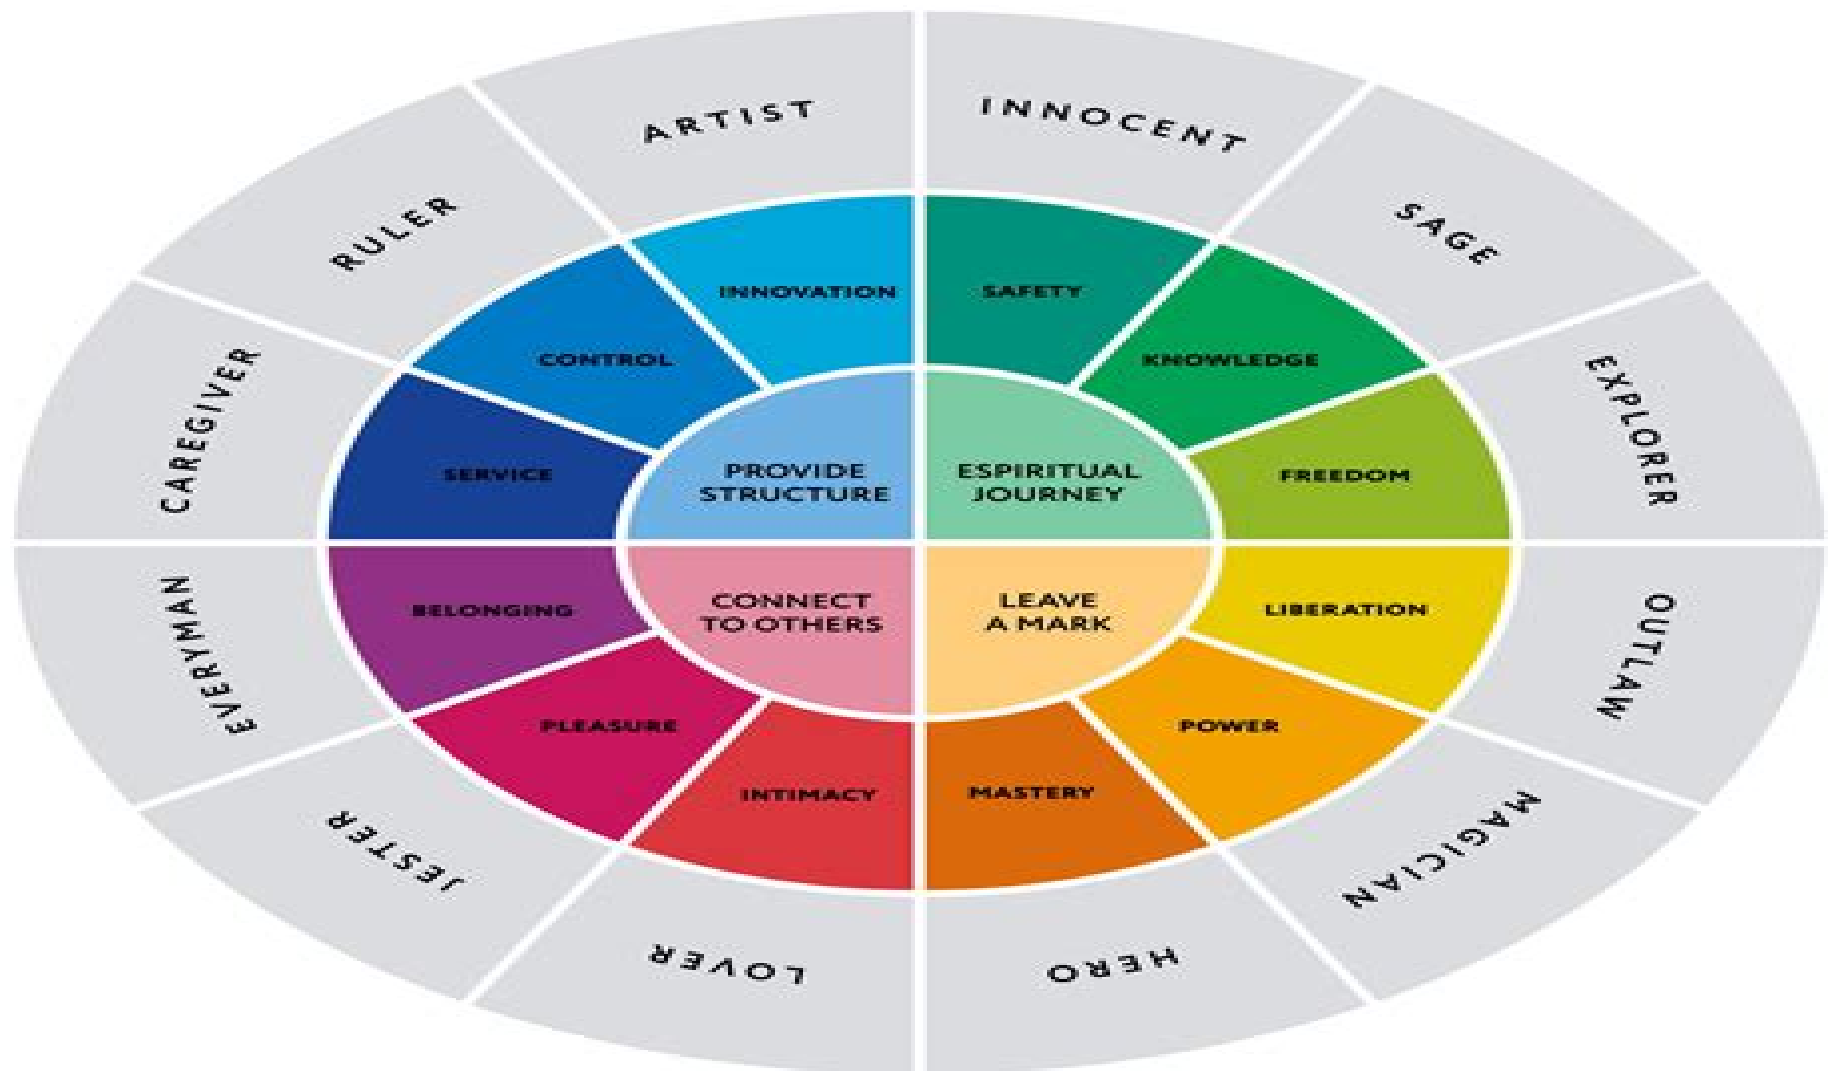 ARTIST
INNOCENT
RULER
SAGE
CAREGIVER
EXPLORER
EVERYMAN
OUTLAW
JESTER
MAGICIAN
LOVER
HERO
INNOVATION
SAFETY
CONTROL
KNOWLEDGE
SERVICE
FREEDOM
BELONGING
LIBERATION
PLEASURE
POWER
INTIMACY
MASTERY
PROVIDE
STRUCTURE
ESPIRITUAL
JOURNEY
CONNECT
TO OTHERS
LEAVE
A MARK